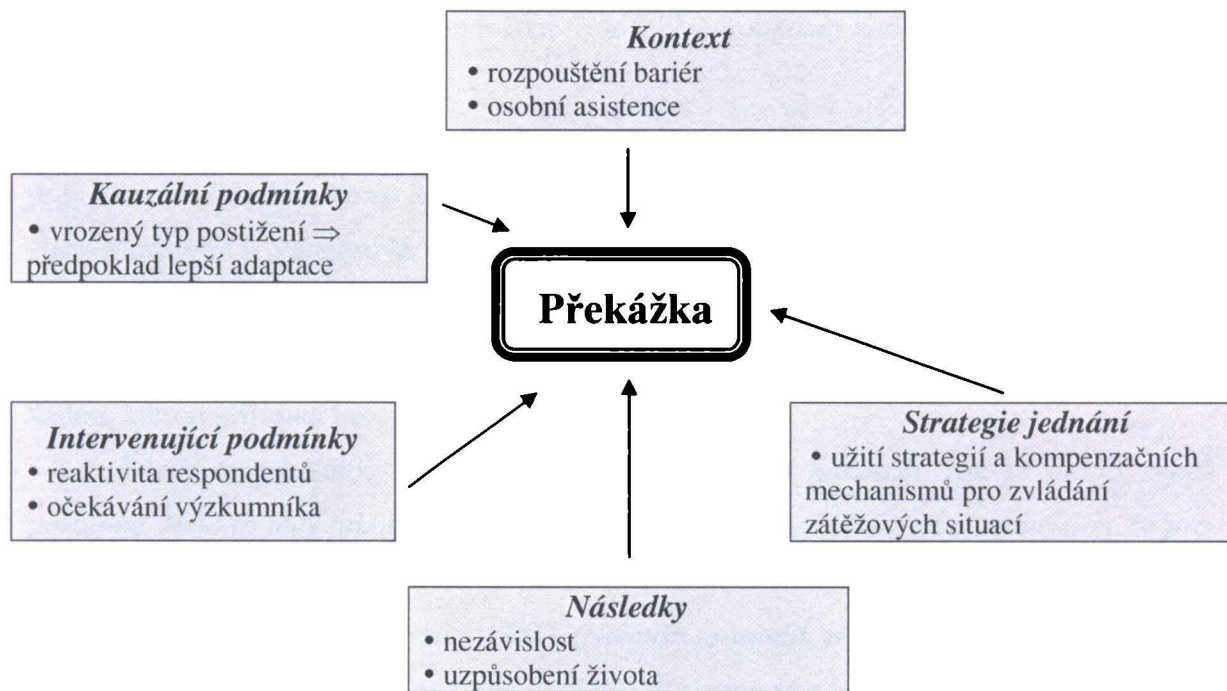 Kontext
• rozpouštění bariér
• osobní asistence
Kauzální podmínky
• vrozený typ postižení ⇒
předpoklad lepší adaptace
Překážka
Intervenující podmínky
• reaktivita respondentů
• očekávání výzkumníka
Strategie jednání
• užití strategií a kompenzačních
mechanismů pro zvládání
zátěžových situací
Následky
• nezávislost
• uzpůsobení života